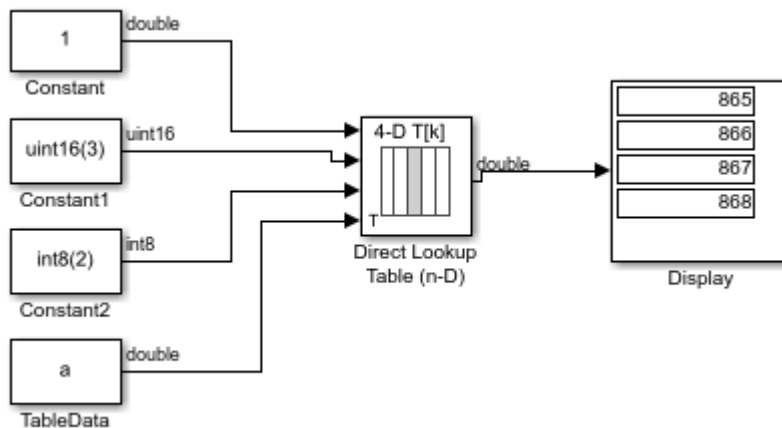 double
1
Constant
uint16(3)
uint16
Constant1
int8(2)
int8
Constant2
a
double
TableData
4-D T[k]
T
double
Direct Lookup
Table (n-D)
865
866
867
868
Display